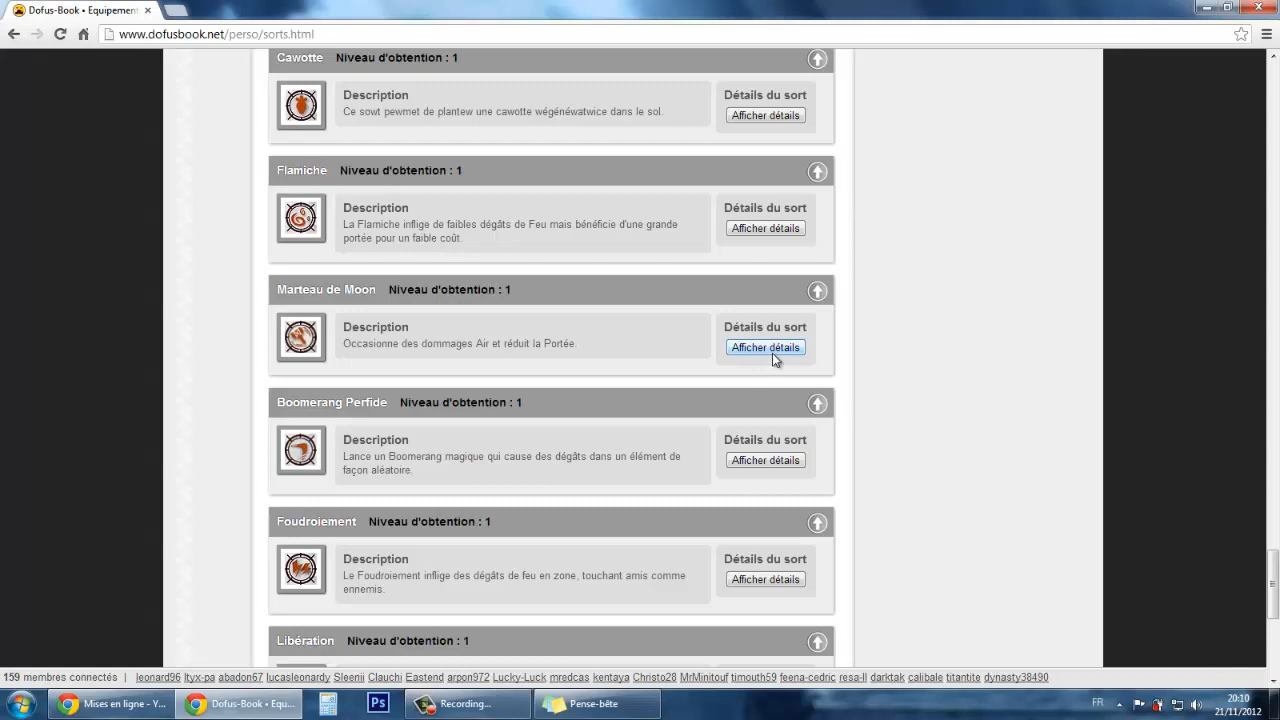 Dofus-Book • Equipement
www.dofusbook.net/perso/sorts.html
Cawotte Niveau d'obtention : 1
Description
Ce sowt pewmet de plantew une cawotte wégénéwatwice dans le sol.
Détails du sort
Afficher détails
Flamiche Niveau d'obtention : 1
Description
La Flamiche inflige de faibles dégâts de Feu mais bénéficie d'une grande
portée pour un faible coût.
Détails du sort
Afficher détails
Marteau de Moon Niveau d'obtention : 1
Description
Occasionne des dommages Air et réduit la Portée.
Détails du sort
Afficher détails
Boomerang Perfide Niveau d'obtention : 1
Description
Lance un Boomerang magique qui cause des dégâts dans un élément de
façon aléatoire.
Détails du sort
Afficher détails
Foudroiement Niveau d'obtention : 1
Description
Le Foudroiement inflige des dégâts de feu en zone, touchant amis comme
ennemis.
Détails du sort
Afficher détails
Libération Niveau d'obtention : 1
159 membres connectés | leonard96 ltyx-pa abadon67 lucasleonardy Sleenii Claucon Eastend arpon972 Lucky-Luck mredcas kentaya Christo28 MrMinitouf timouth59 feenx-cedric resa-ll darktak calibale titantite dynasty38490
Mises en ligne - Y...
Dofus-Book • Equ...
Ps
Recording...
Pense-bête
FR
20:10
21/11/2012